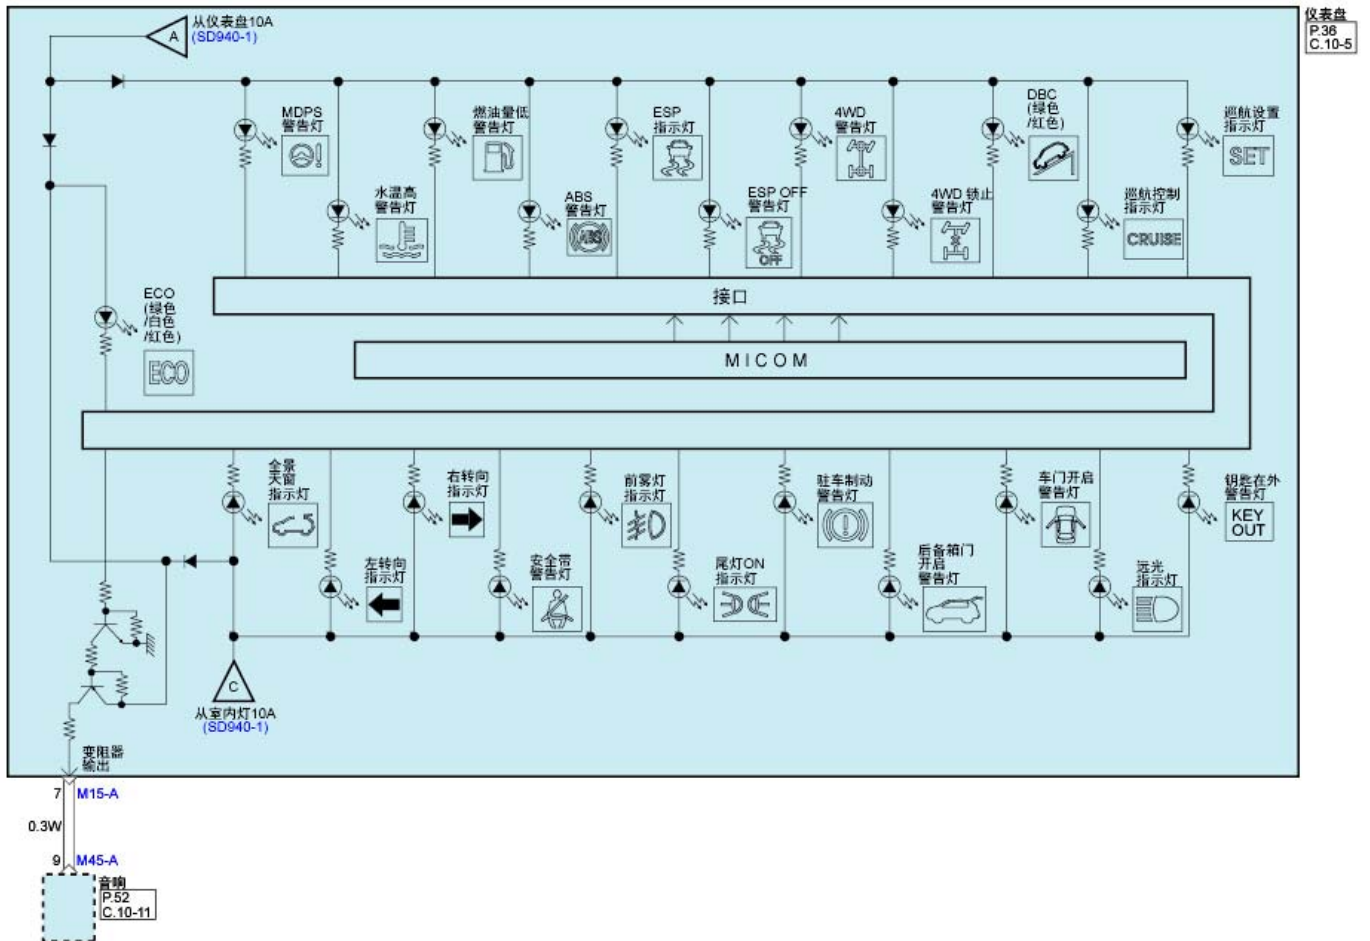 从仪表盘10A
(SD940-1)
A
仪表盘
P.36
C.10-5
MDPS
警告灯
燃油量低
警告灯
ESP
指示灯
4WD
警告灯
DBC
(绿色
/红色)
巡航设置
指示灯
SET
水温高
警告灯
ABS
警告灯
ABS
ESP OFF
警告灯
OFF
4WD 锁止
警告灯
巡航控制
指示灯
CRUISE
ECO
(绿色
/白色
/红色)
ECO
接口
MICOM
全景
天窗
指示灯
右转向
指示灯
前雾灯
指示灯
驻车制动
警告灯
车门开启
警告灯
钥匙在外
警告灯
KEY
OUT
左转向
指示灯
安全带
警告灯
尾灯ON
指示灯
后备箱门
开启
警告灯
远光
指示灯
C
从室内灯10A
(SD940-1)
变阻器
输出
7
M15-A
0.3W
9
M45-A
音响
P.52
C.10-11